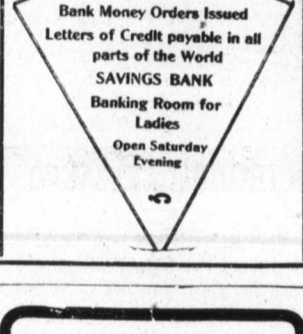 Bank Money Orders Issued
Letters of Credit payable in all
parts of the World
SAVINGS BANK
Banking Room for
Ladies
Open Saturday
Evening
5